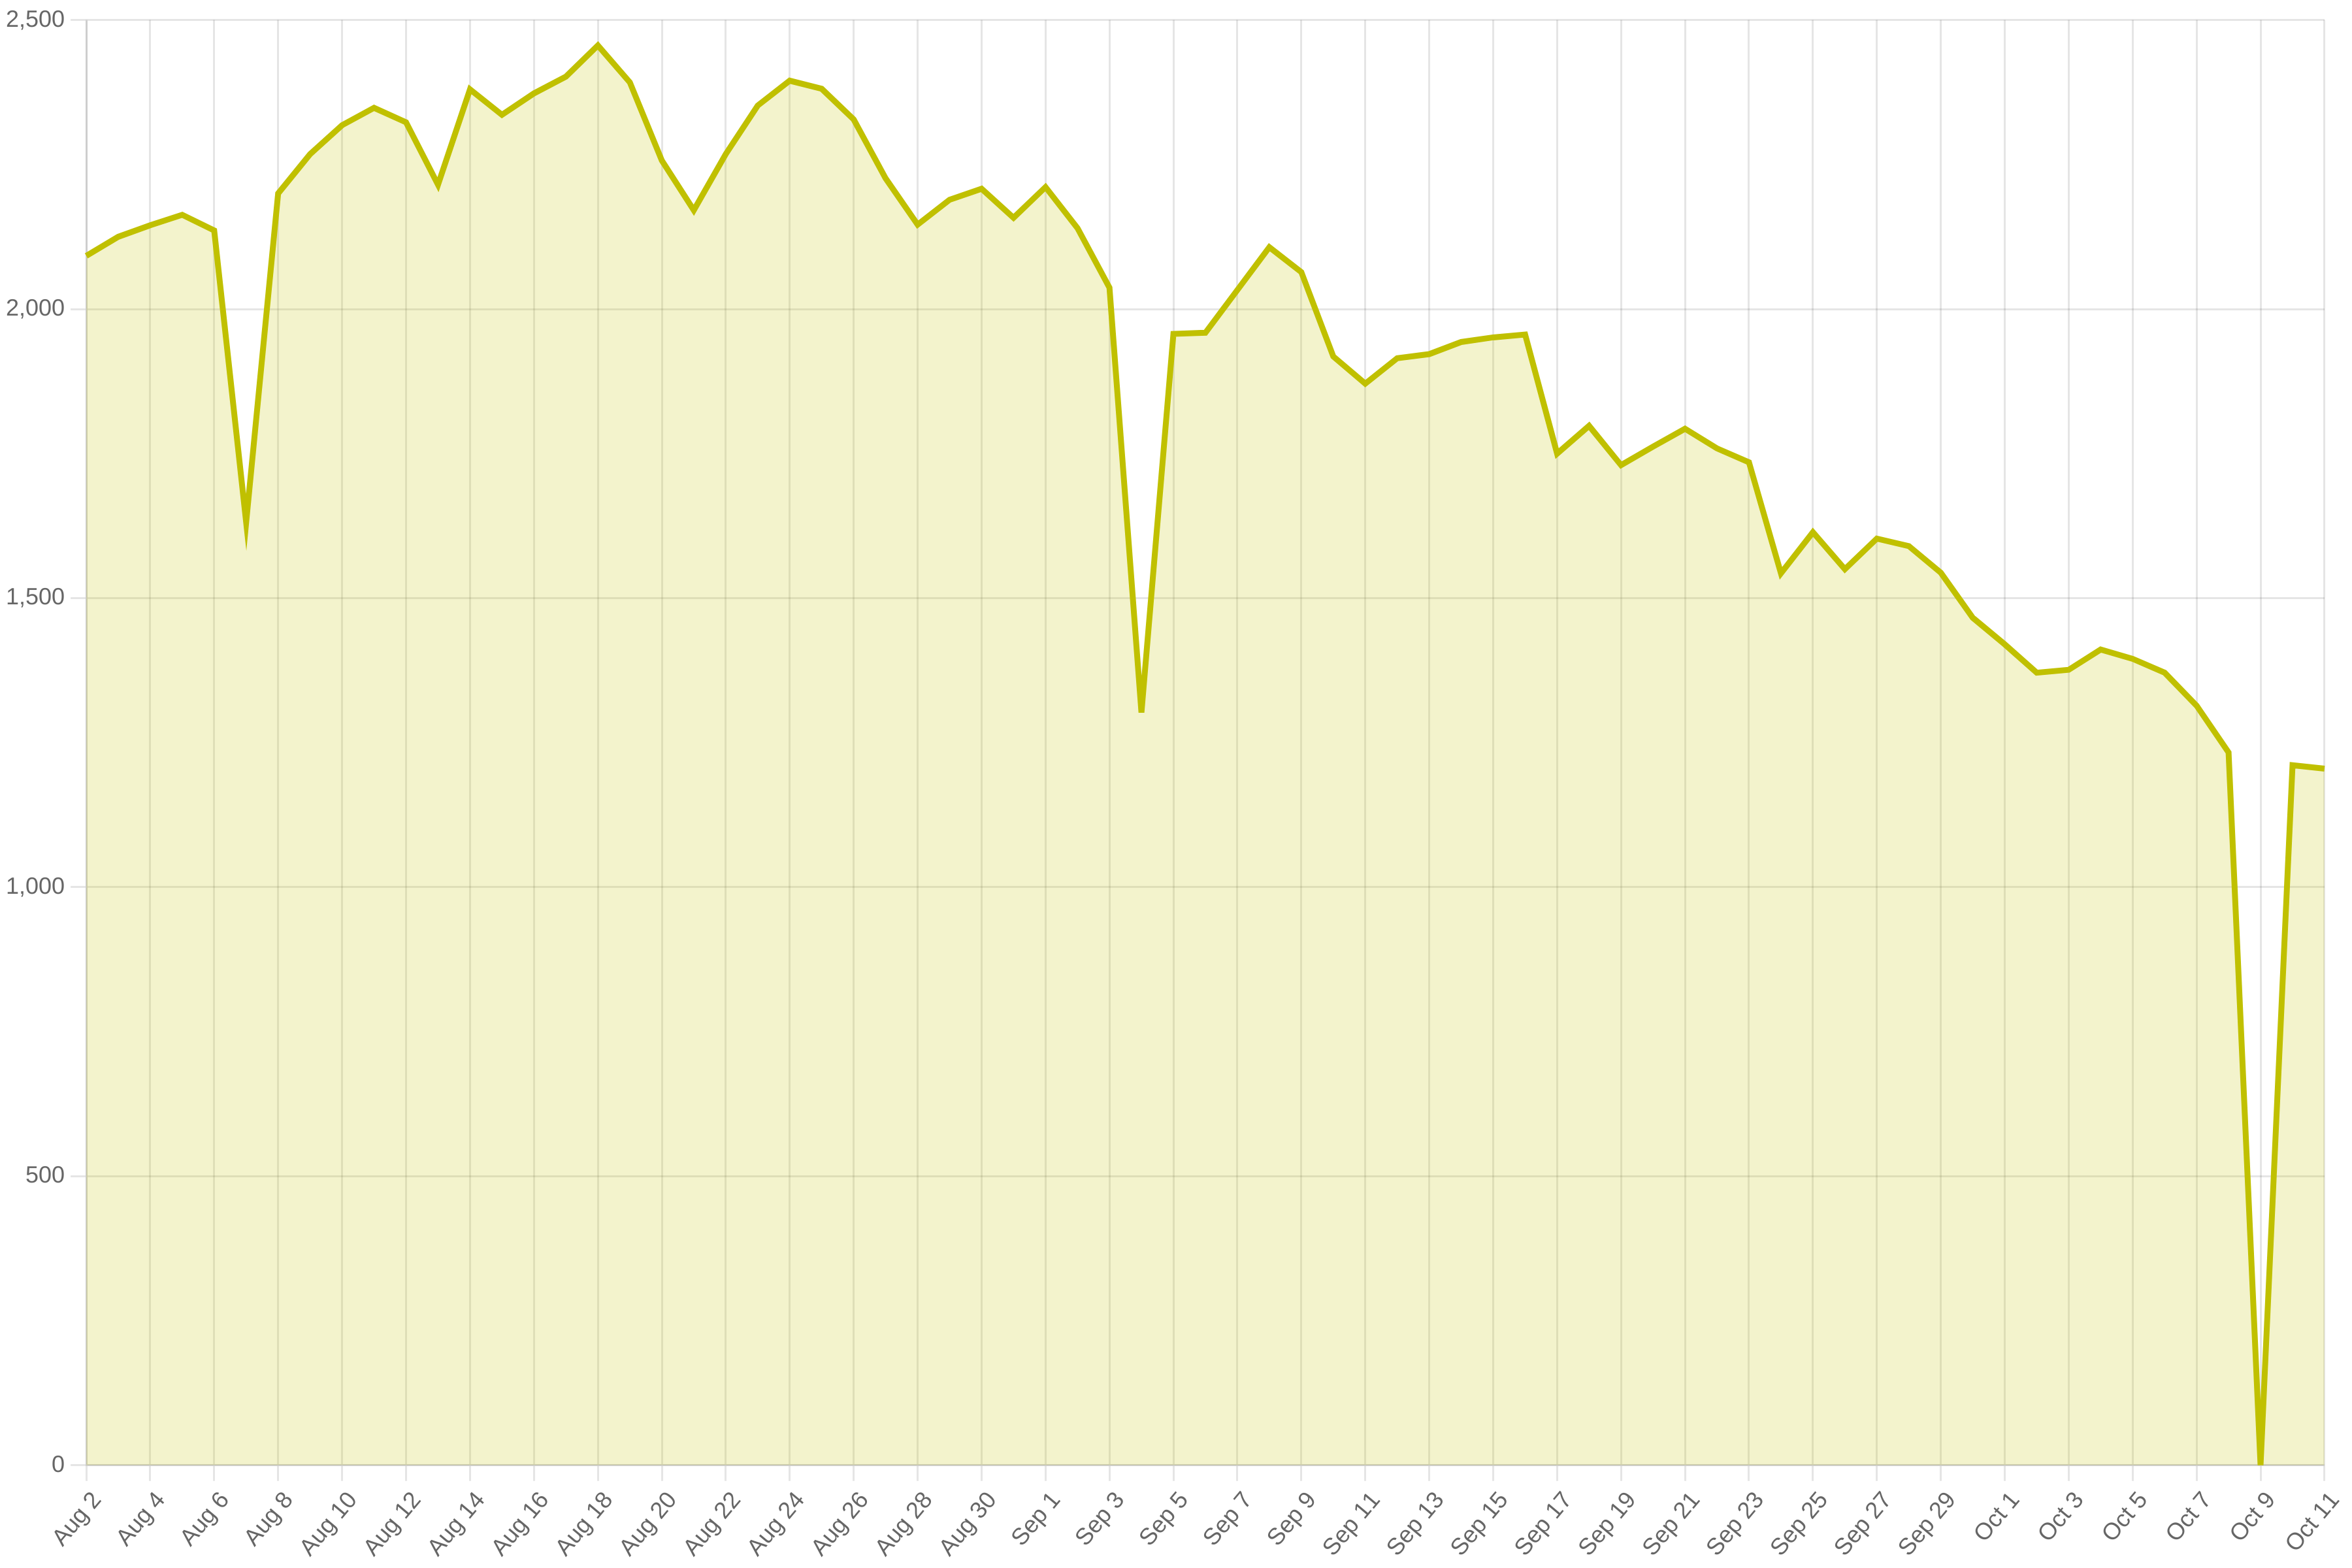 2,500
2,000
1,500
1,000
500
0
Aug 2
Aug 4
Aug 6
Aug 8
Aug 10
Aug 12
Aug 14
Aug 16
Aug 18
Aug 20
Aug 22
Aug 24
Aug 26
Aug 28
Aug 30
Sep 1
Sep 3
Sep 5
Sep 7
Sep 9
Sep 11
Sep 13
Sep 15
Sep 17
Sep 19
Sep 21
Sep 23
Sep 25
Sep 27
Sep 29
Oct 1
Oct 3
Oct 5
Oct 7
Oct 9
Oct 11